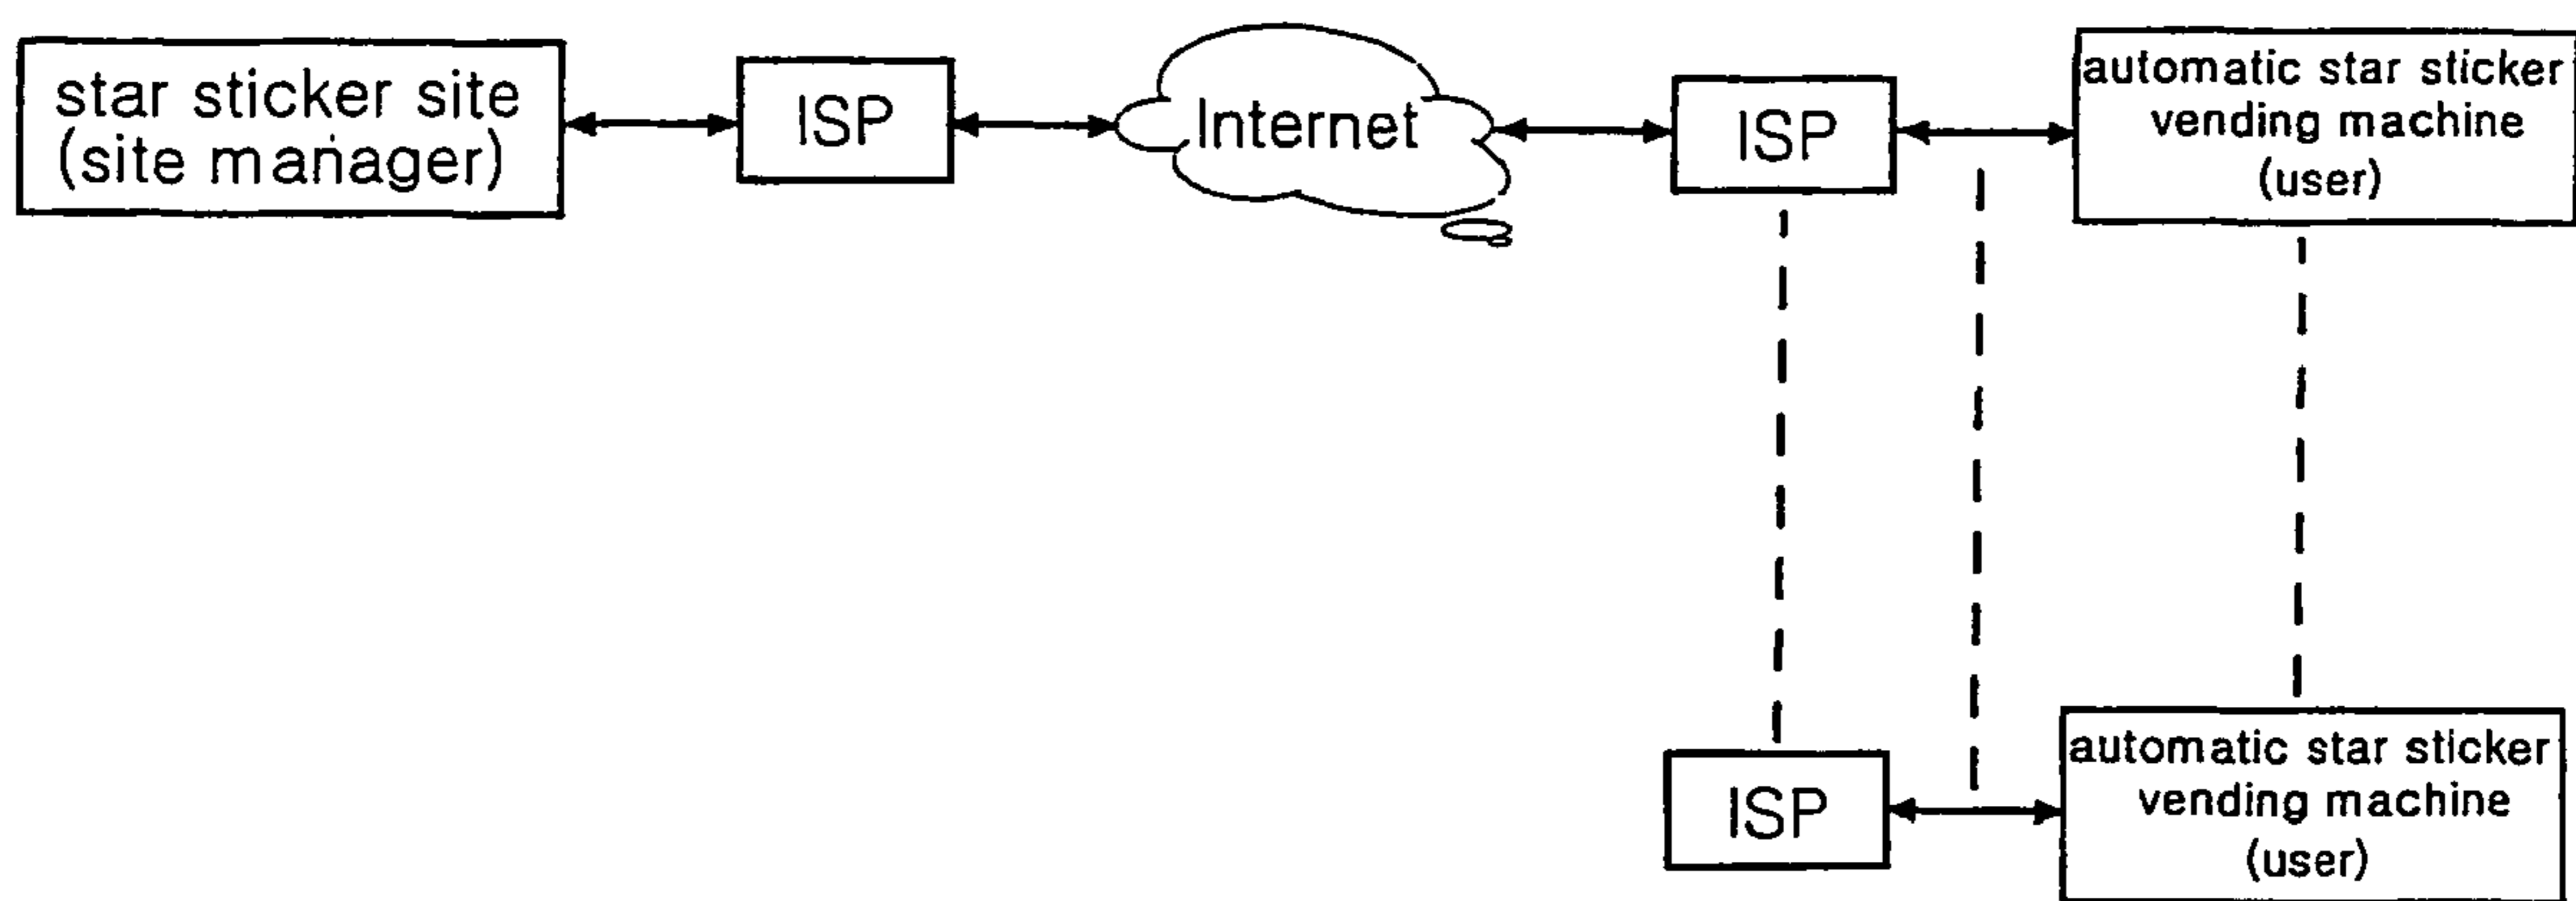 star sticker site
(site manager)
ISP
Internet
ISP
automatic star sticker
vending machine
(user)
ISP
automatic star sticker
vending machine
(user)